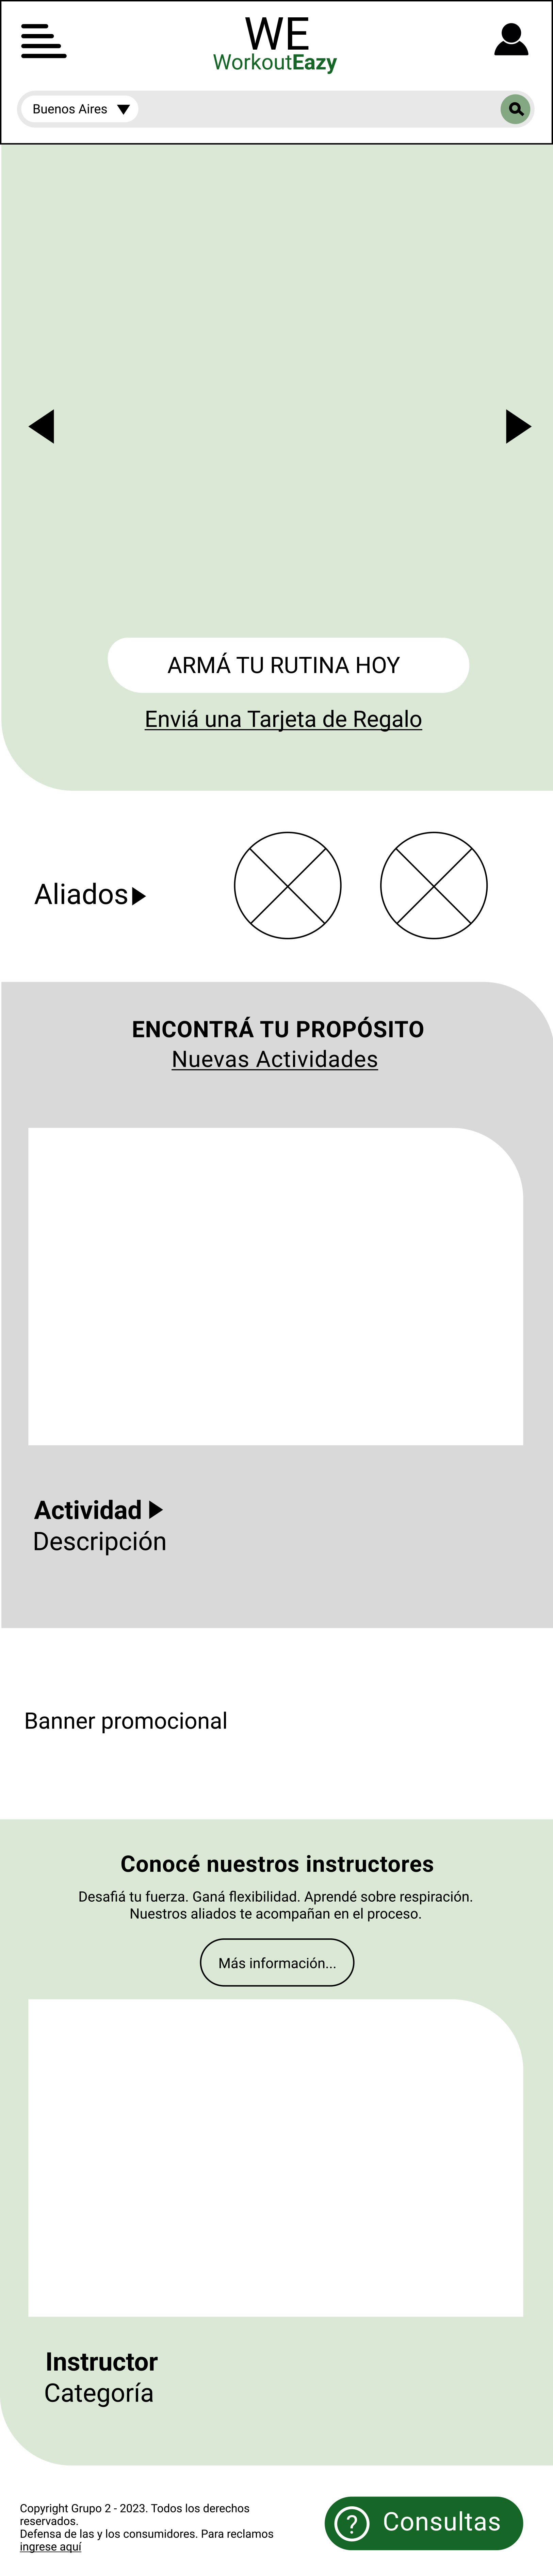 WE
WorkoutEazy
Buenos Aires
ARMÁ TU RUTINA HOY
Enviá una Tarjeta de Regalo
Aliados
ENCONTRÁ TU PROPÓSITO
Nuevas Actividades
Actividad
Descripción
Banner promocional
Conocé nuestros instructores
Desafiá tu fuerza. Ganá flexibilidad. Aprendé sobre respiración.
Nuestros aliados te acompañan en el proceso.
Más información...
Instructor
Categoría
Copyright Grupo 2 - 2023. Todos los derechos
reservados.
Defensa de las y los consumidores. Para reclamos
ingrese aquí
? Consultas